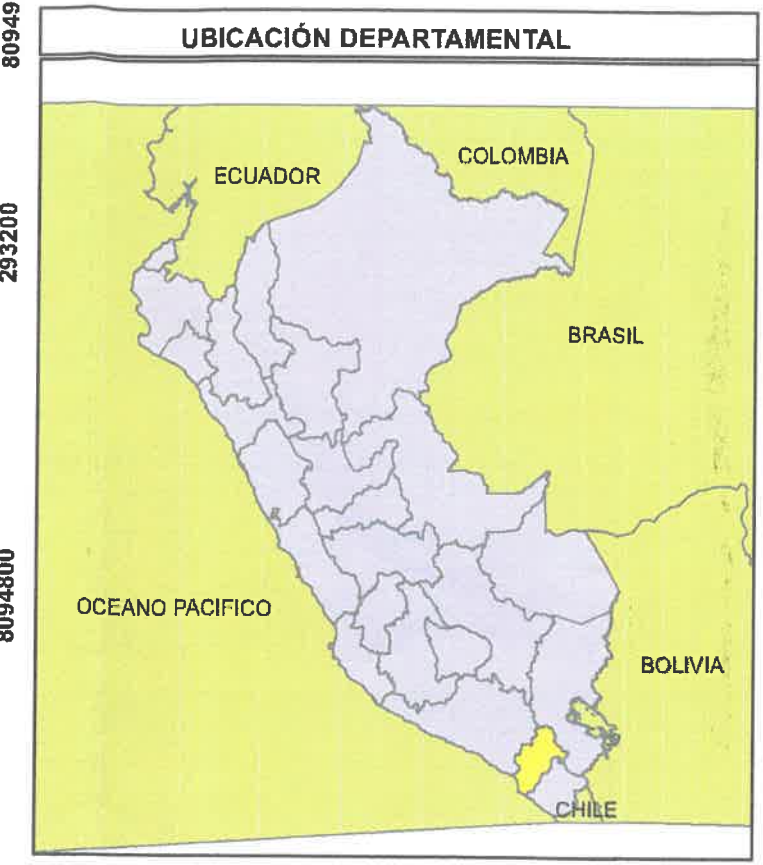 80949
UBICACIÓN DEPARTAMENTAL
ECUADOR
COLOMBIA
293200
BRASIL
8094800
OCEANO PACIFICO
BOLIVIA
CHILE